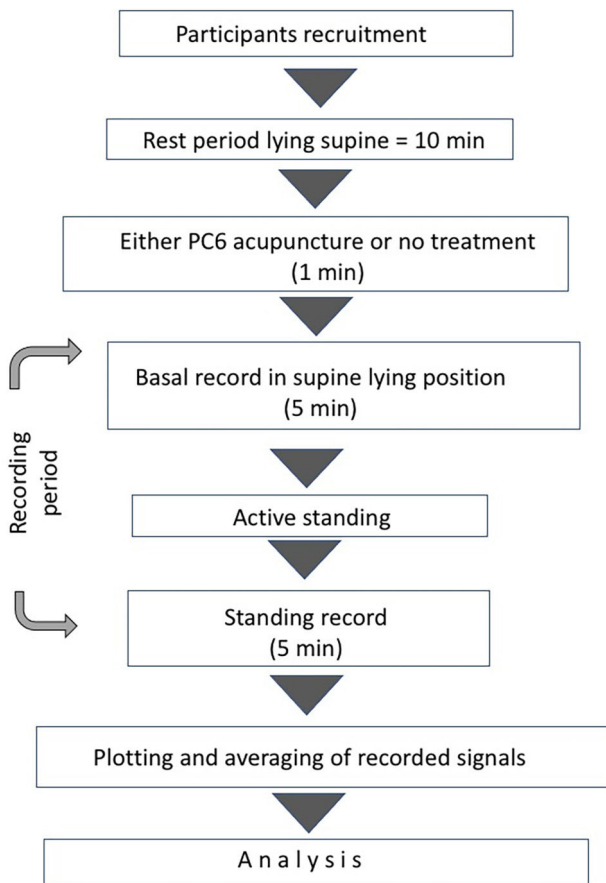 Participants recruitment
Rest period lying supine = 10 min
Either PC6 acupuncture or no treatment
(1 min)
Basal record in supine lying position
(5 min)
Recording
period
Active standing
Standing record
(5 min)
Plotting and averaging of recorded signals
A n a l y s i s